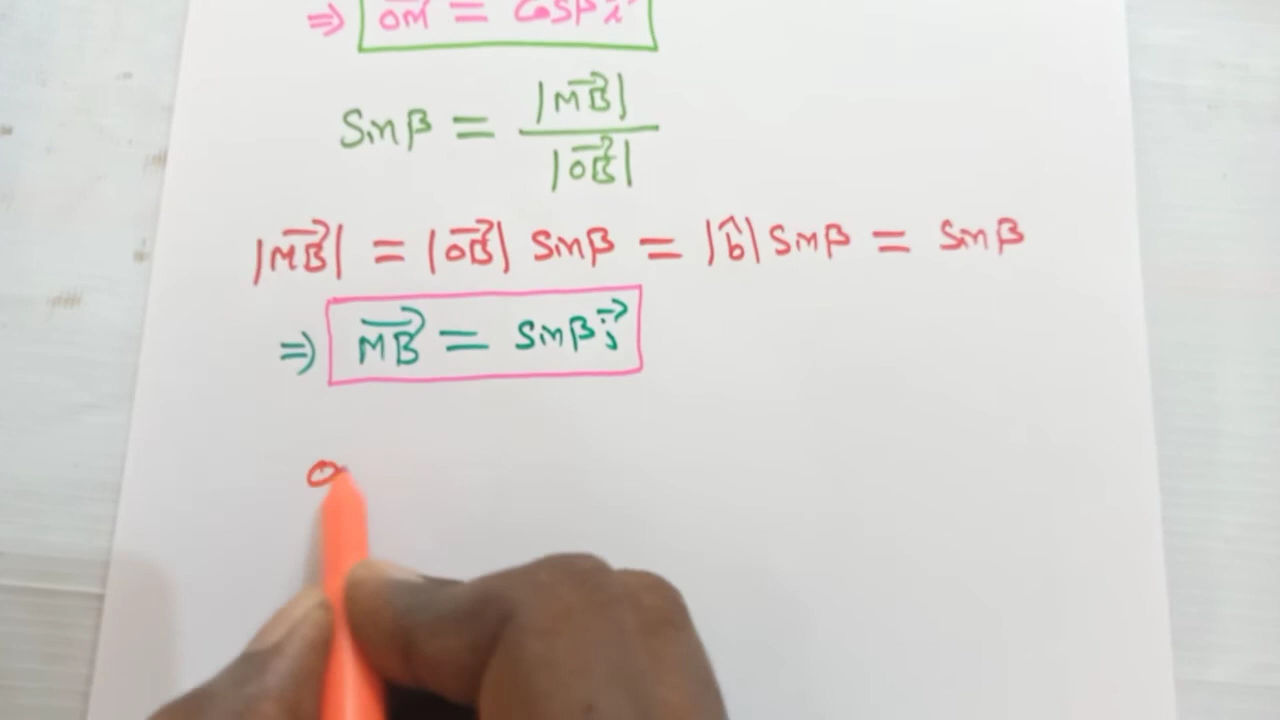 ⇒ OM = Cosβ i
Sinβ = |MB⃗| / |OB⃗|
|MB⃗| = |OB⃗| Sinβ = |b̂| Sinβ = Sinβ
⇒ MB⃗ = Sinβ j⃗
O